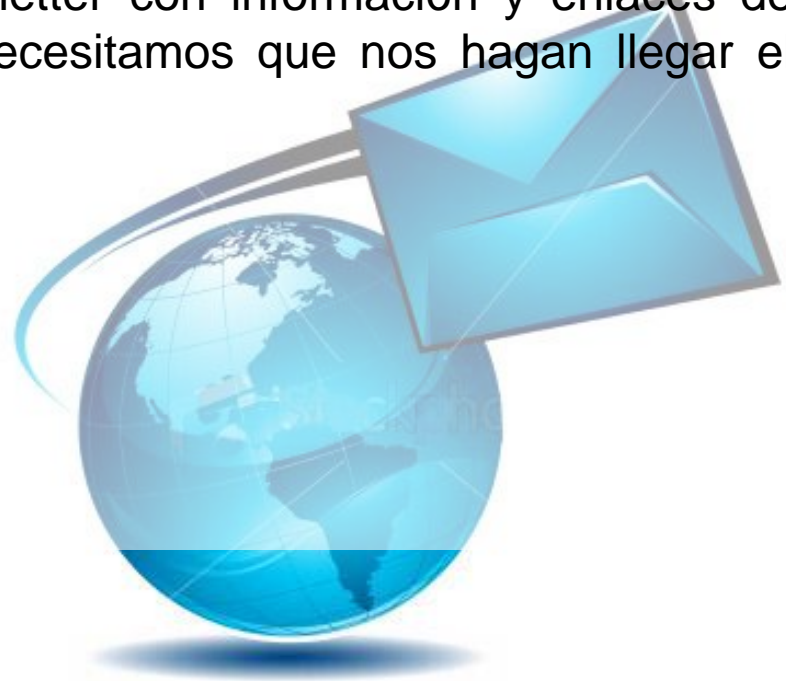 letter con información y enlaces de
ecesitamos que nos hagan llegar e